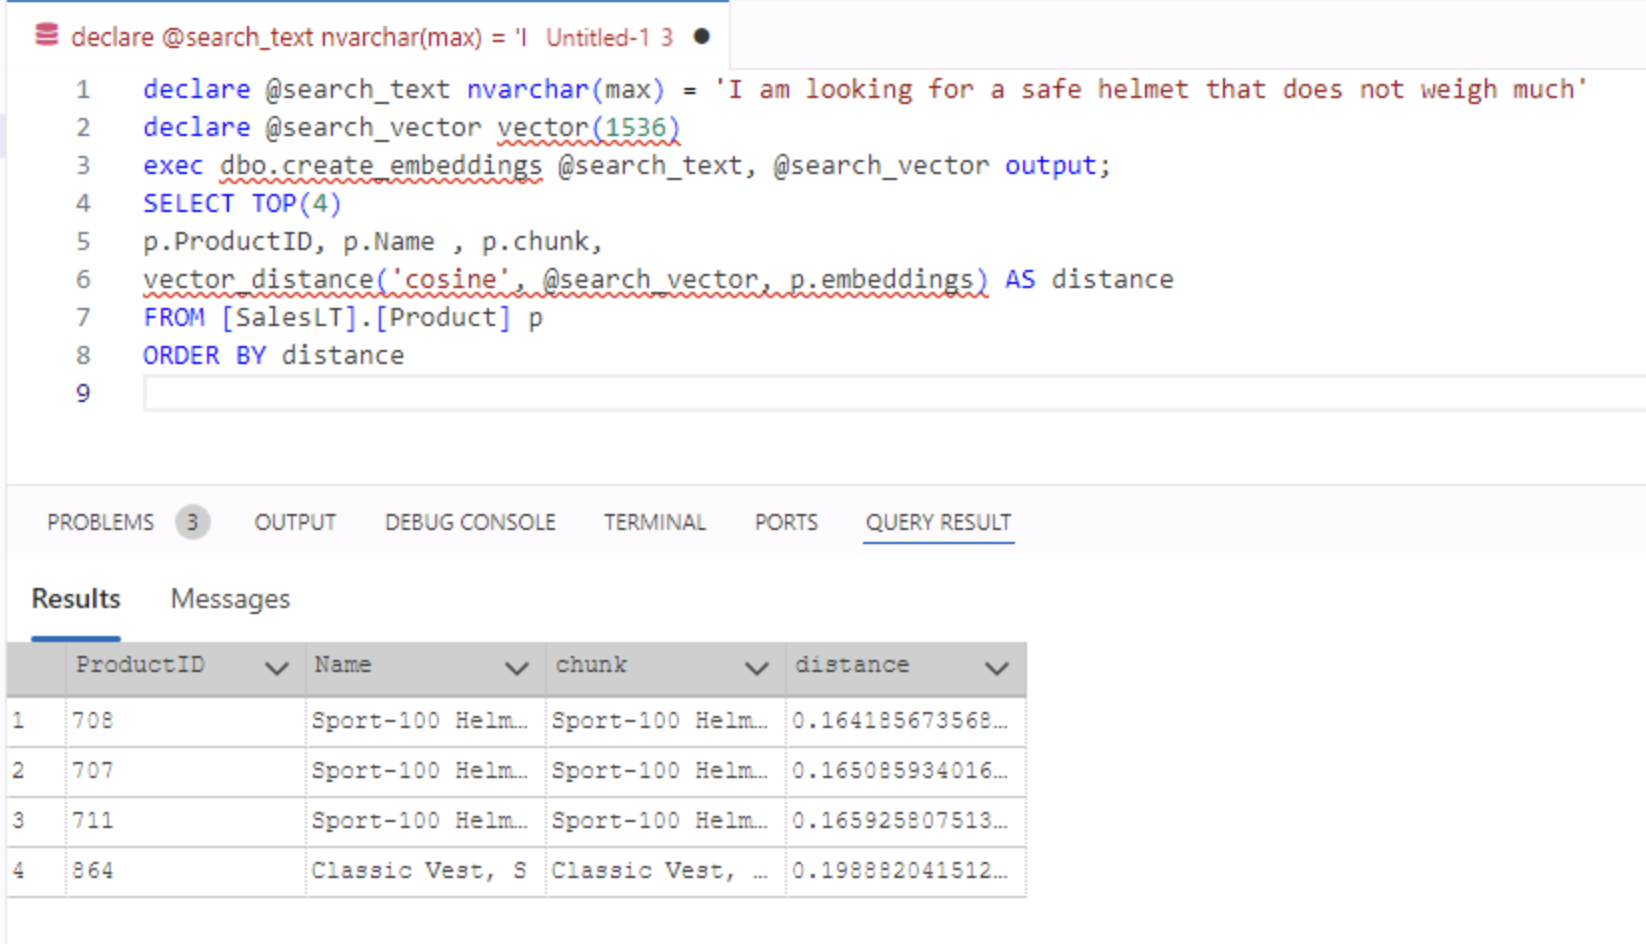 declare @search_text nvarchar(max) = 'I Untitled-1 3
1 declare @search_text nvarchar(max) = 'I am looking for a safe helmet that does not weigh much'
2 declare @search_vector vector(1536)
3 exec dbo.create_embeddings @search_text, @search_vector output;
4 SELECT TOP(4)
5 p.ProductID, p.Name , p.chunk,
6 vector_distance('cosine', @search_vector, p.embeddings) AS distance
7 FROM [SalesLT].[Product] p
8 ORDER BY distance
9
PROBLEMS 3 OUTPUT DEBUG CONSOLE TERMINAL PORTS QUERY RESULT
Results Messages
ProductID Name chunk distance
1 708 Sport-100 Helm… Sport-100 Helm… 0.164185673568…
2 707 Sport-100 Helm… Sport-100 Helm… 0.165085934016…
3 711 Sport-100 Helm… Sport-100 Helm… 0.165925807513…
4 864 Classic Vest, S Classic Vest, … 0.198882041512…